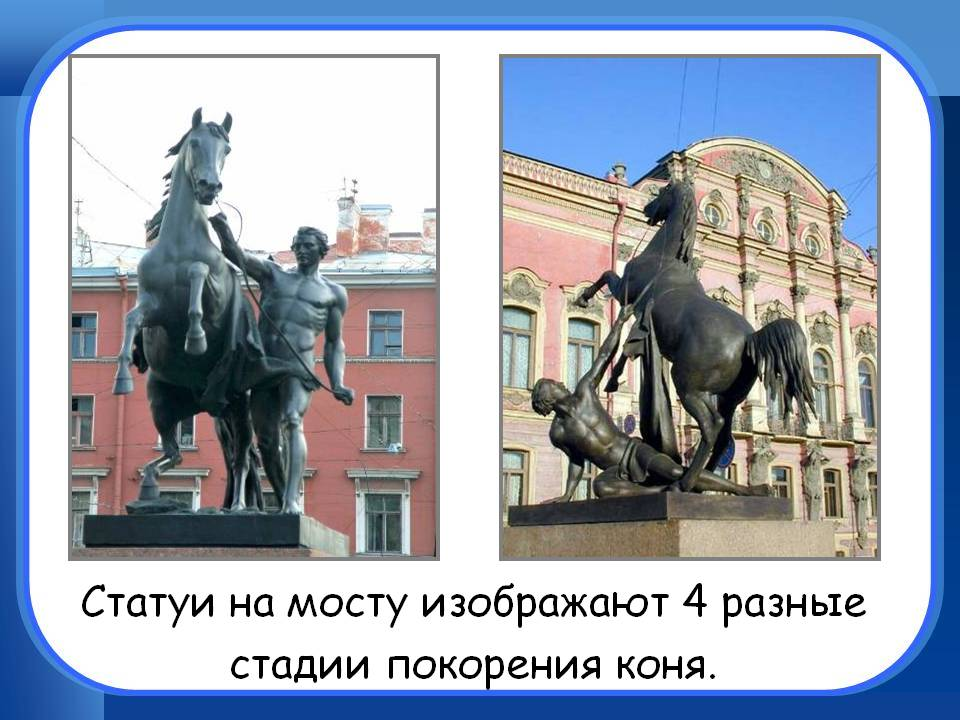 Статуи на мосту изображают 4 разные
стадии покорения коня.